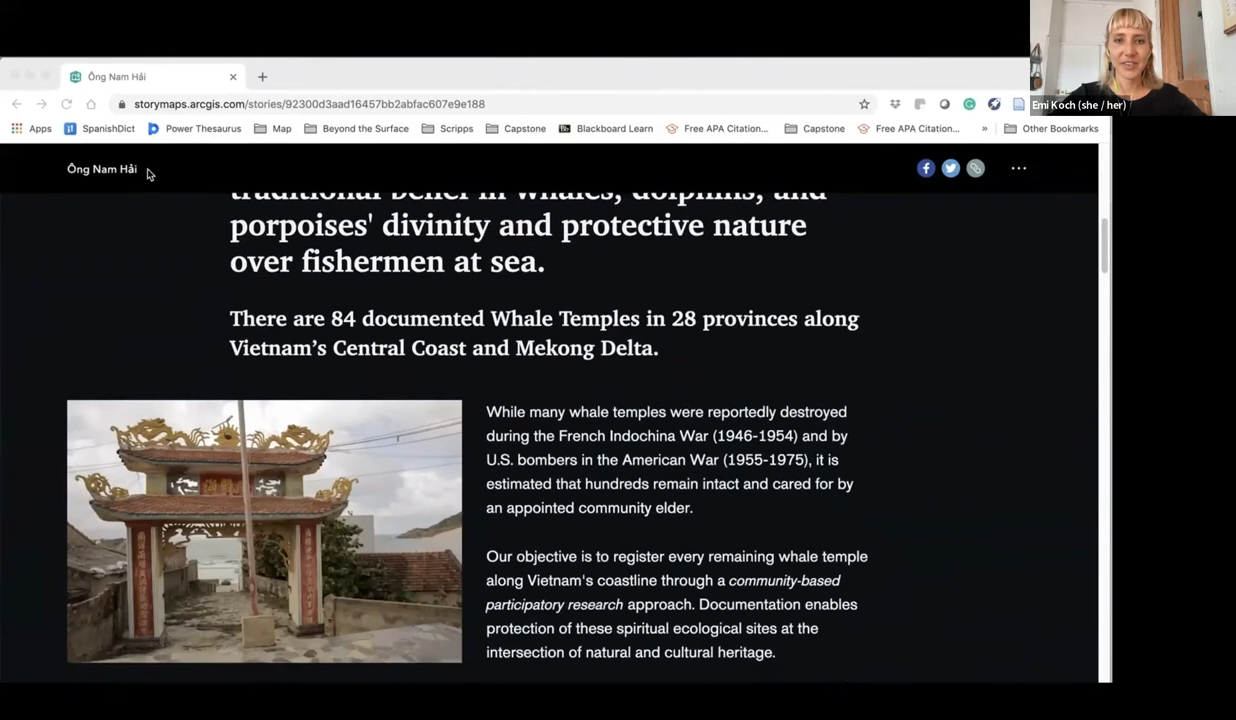 Ông Nam Hải
storymaps.arcgis.com/stories/92300d3aad16457bb2abfac607e9e188
Emi Koch (she / her)
Apps SpanishDict Power Thesaurus Map Beyond the Surface Scripps Capstone Blackboard Learn Free APA Citation... Capstone Free APA Citation... » Other Bookmarks
Ông Nam Hải
traditional belief in whales, dolphins, and
porpoises' divinity and protective nature
over fishermen at sea.
There are 84 documented Whale Temples in 28 provinces along
Vietnam’s Central Coast and Mekong Delta.
While many whale temples were reportedly destroyed
during the French Indochina War (1946-1954) and by
U.S. bombers in the American War (1955-1975), it is
estimated that hundreds remain intact and cared for by
an appointed community elder.
Our objective is to register every remaining whale temple
along Vietnam's coastline through a community-based
participatory research approach. Documentation enables
protection of these spiritual ecological sites at the
intersection of natural and cultural heritage.